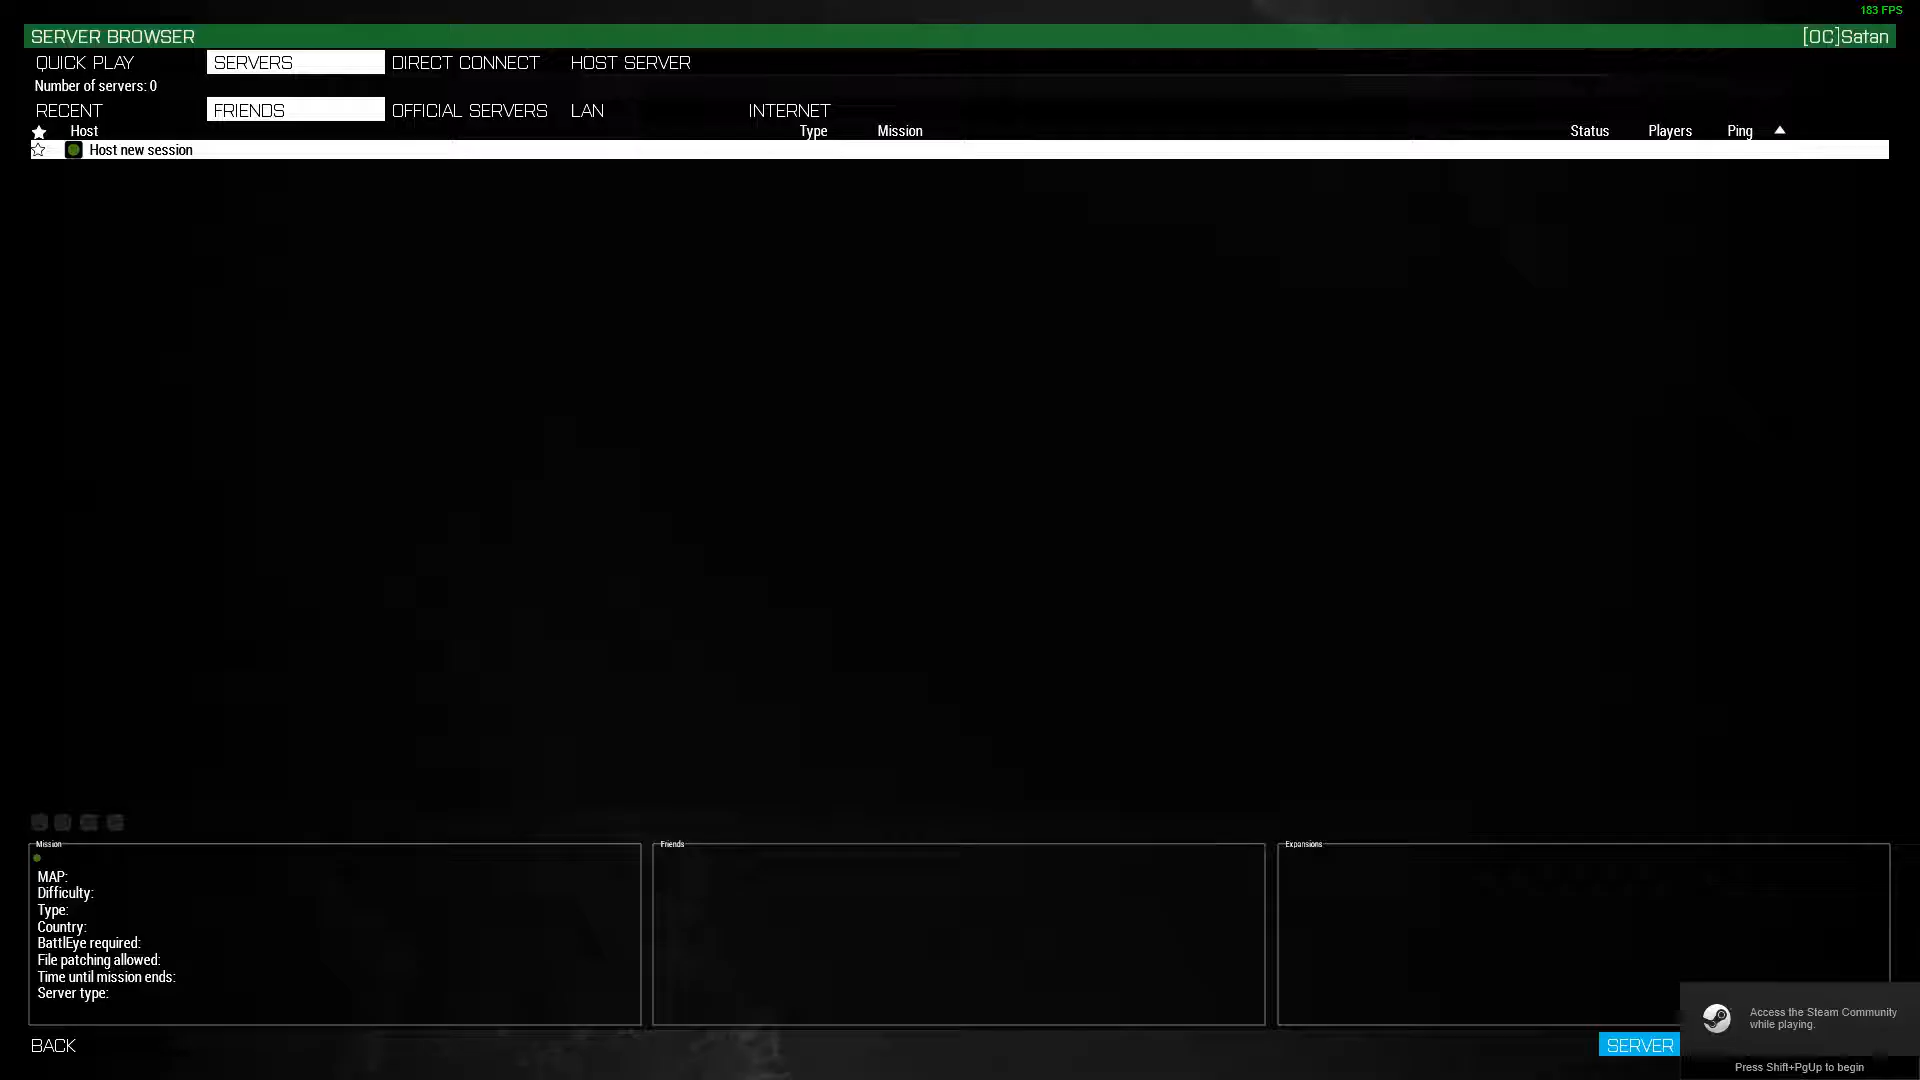 183 FPS
SERVER BROWSER [OC]Satan
QUICK PLAY SERVERS DIRECT CONNECT HOST SERVER
Number of servers: 0
RECENT FRIENDS OFFICIAL SERVERS LAN INTERNET
Host Type Mission Status Players Ping
Host new session
Mission Friends Expansions
MAP:
Difficulty:
Type:
Country:
BattlEye required:
File patching allowed:
Time until mission ends:
Server type:
Access the Steam Community
while playing.
BACK SERVER
Press Shift+PgUp to begin